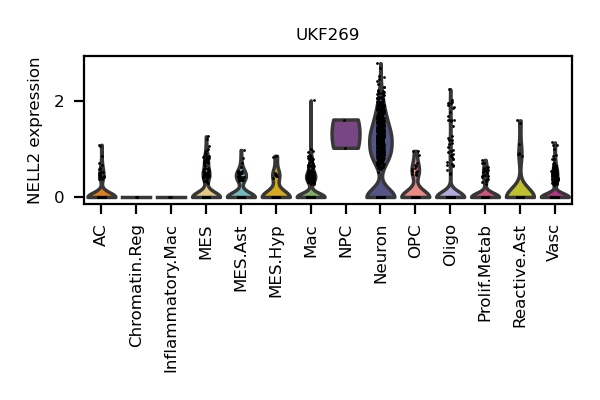 UKF269
NELL2 expression
2
0
AC
Chromatin.Reg
Inflammatory.Mac
MES
MES.Ast
MES.Hyp
Mac
NPC
Neuron
OPC
Oligo
Prolif.Metab
Reactive.Ast
Vasc